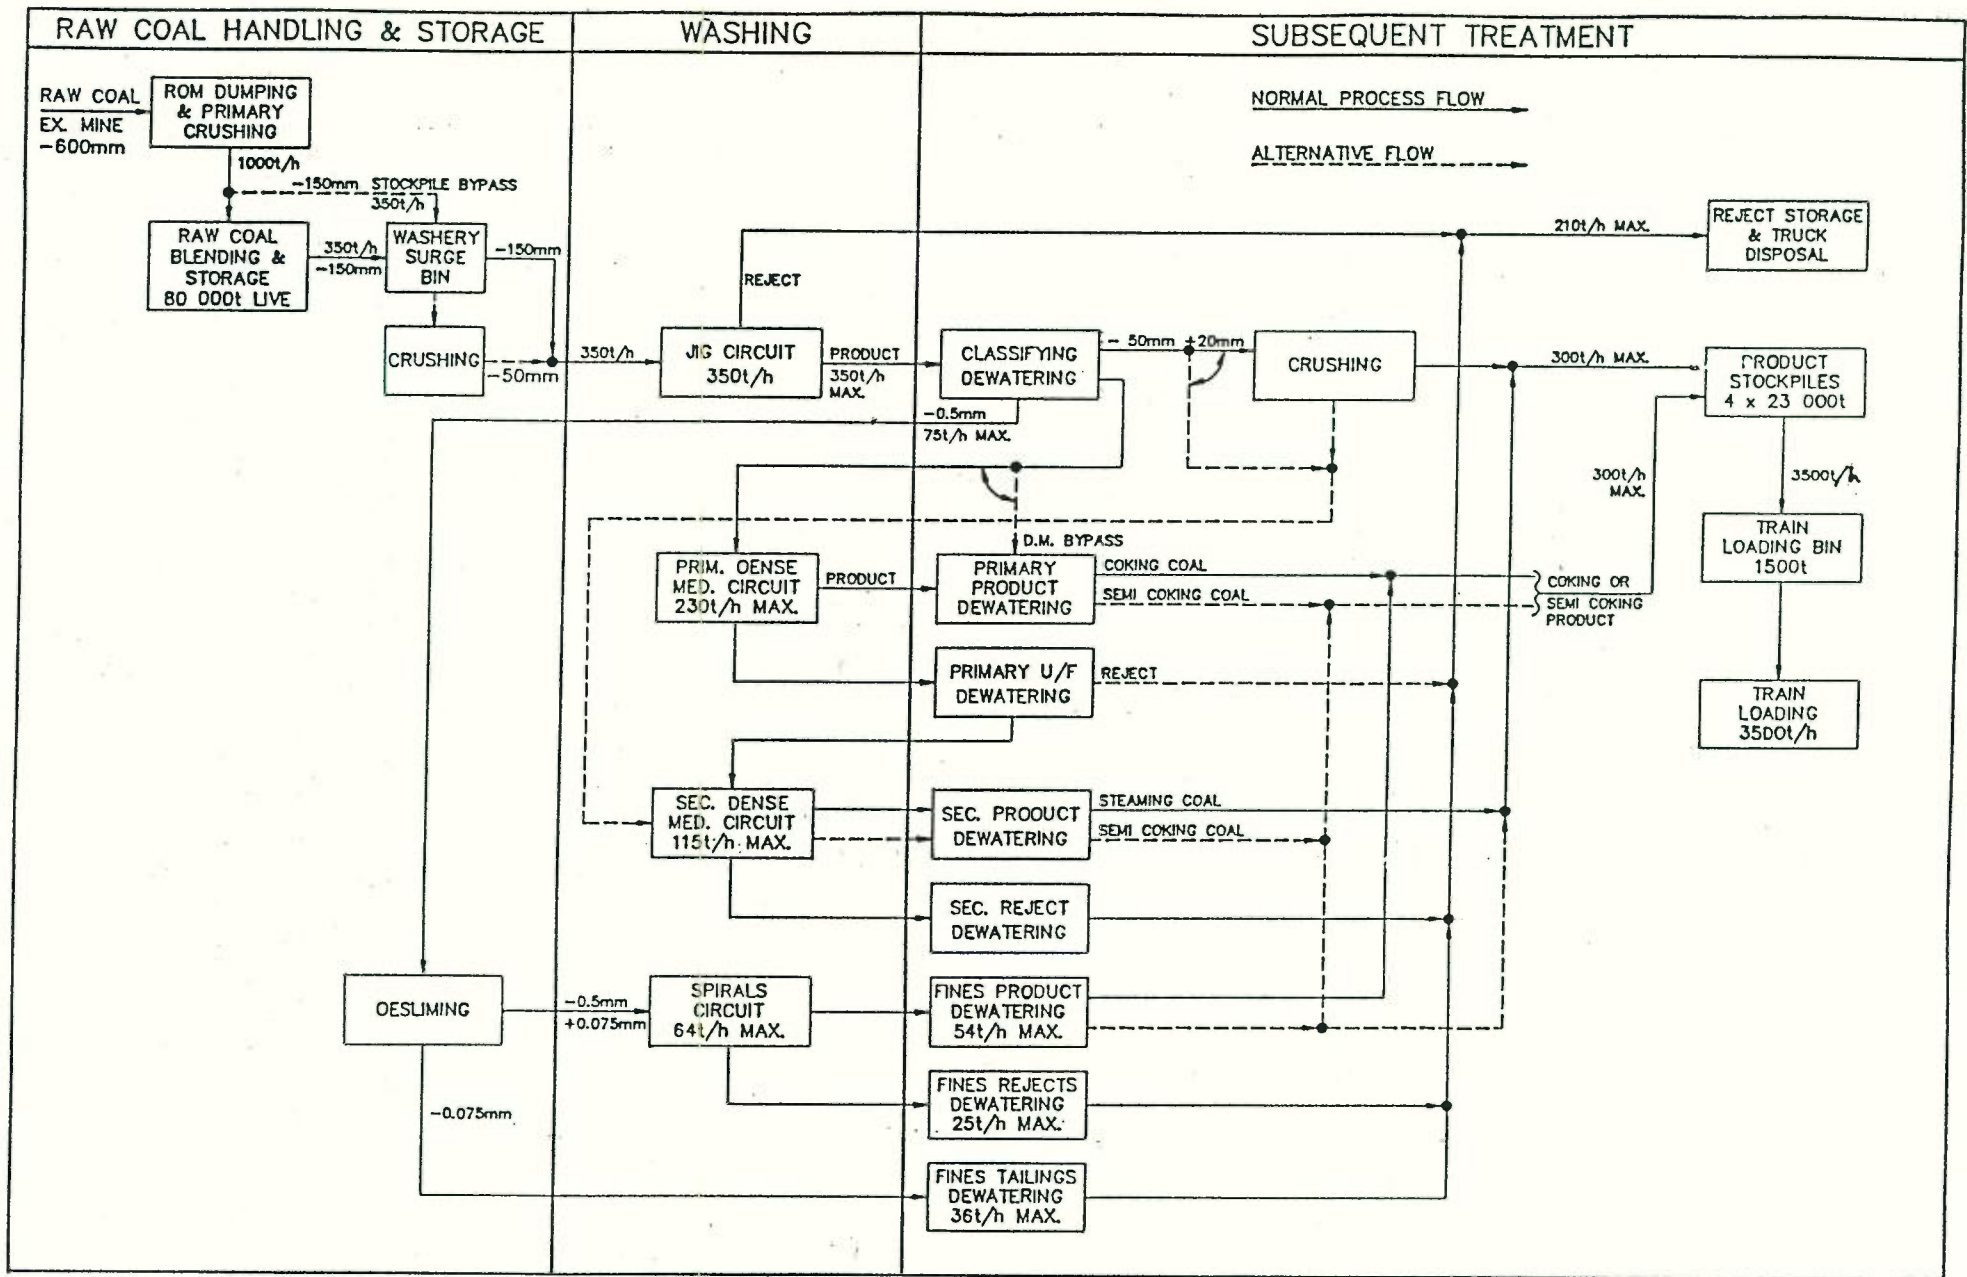 RAW COAL HANDLING & STORAGE
WASHING
SUBSEQUENT TREATMENT
RAW COAL
EX. MINE
-600mm
ROM DUMPING
& PRIMARY
CRUSHING
1000t/h
-150mm STOCKPILE BYPASS
350t/h
RAW COAL
BLENDING &
STORAGE
80 000t LIVE
350t/h
-150mm
WASHERY
SURGE
BIN
-150mm
CRUSHING
-50mm
350t/h
NORMAL PROCESS FLOW
ALTERNATIVE FLOW
REJECT
210t/h MAX.
REJECT STORAGE
& TRUCK
DISPOSAL
JIG CIRCUIT
350t/h
PRODUCT
350t/h
MAX.
CLASSIFYING
DEWATERING
- 50mm +20mm
CRUSHING
300t/h MAX.
PRODUCT
STOCKPILES
4 x 23 000t
-0.5mm
75t/h MAX.
300t/h
MAX.
3500t/h
D.M. BYPASS
TRAIN
LOADING BIN
1500t
PRIM. DENSE
MED. CIRCUIT
230t/h MAX.
PRODUCT
PRIMARY
PRODUCT
DEWATERING
COKING COAL
SEMI COKING COAL
COKING OR
SEMI COKING
PRODUCT
PRIMARY U/F
DEWATERING
REJECT
TRAIN
LOADING
3500t/h
SEC. DENSE
MED. CIRCUIT
115t/h MAX.
SEC. PRODUCT
DEWATERING
STEAMING COAL
SEMI COKING COAL
SEC. REJECT
DEWATERING
DESLIMING
-0.5mm
+0.075mm
SPIRALS
CIRCUIT
64t/h MAX.
FINES PRODUCT
DEWATERING
54t/h MAX.
-0.075mm
FINES REJECTS
DEWATERING
25t/h MAX.
FINES TAILINGS
DEWATERING
36t/h MAX.